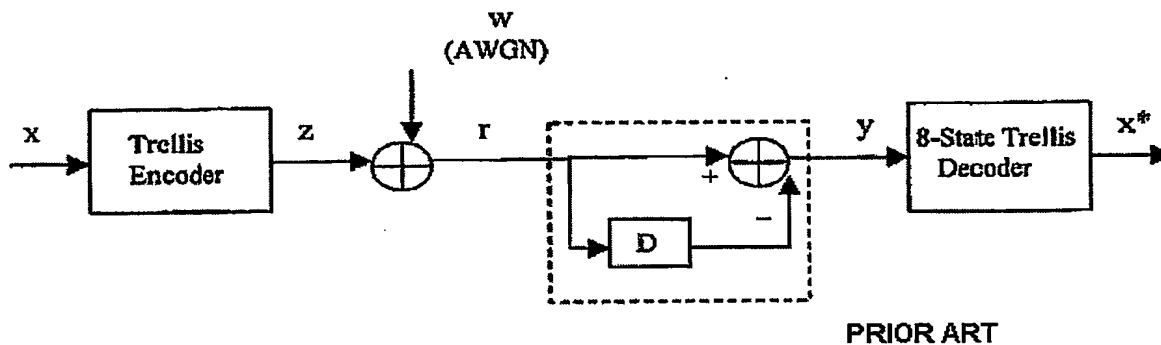 w
(AWGN)
x
Trellis
Encoder
z
r
+
−
D
y
8-State Trellis
Decoder
x*
PRIOR ART